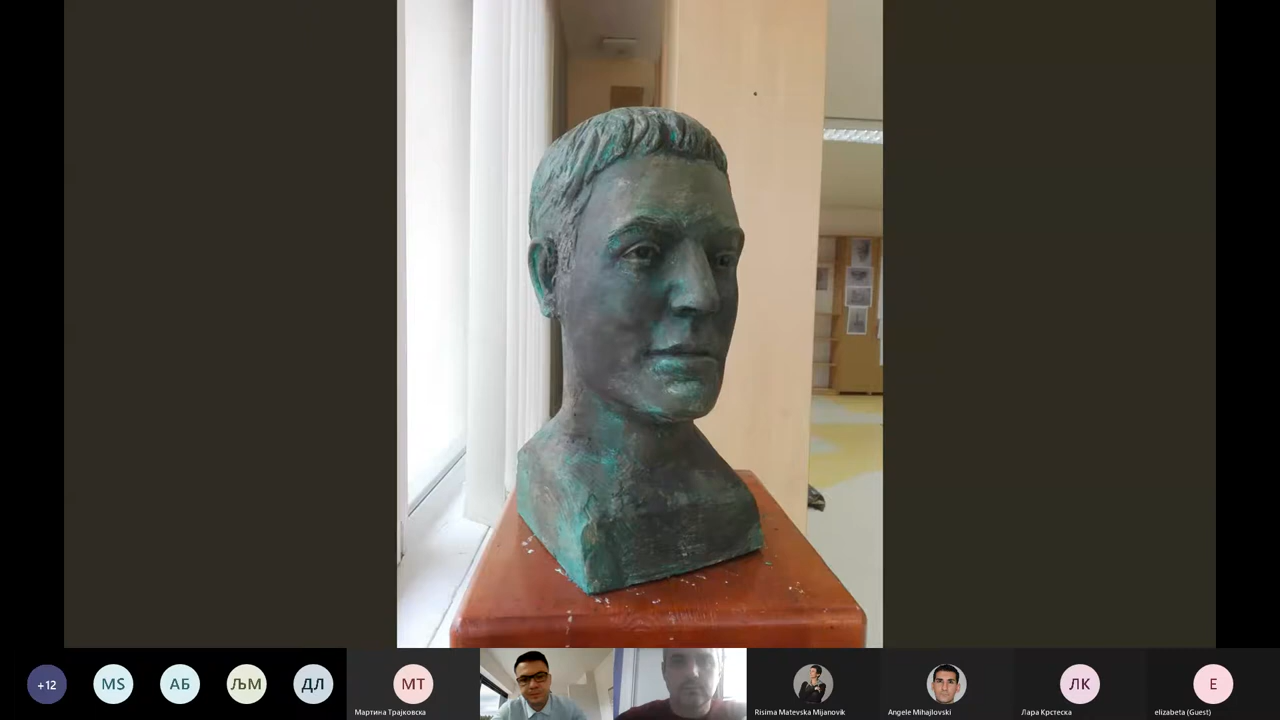 +12
MS
АБ
ЉМ
ДЛ
МТ
Мартина Трајковска
Risima Matevska Mijanovik
Angele Mihajlovski
ЛК
Лара Крстеска
E
elizabeta (Guest)